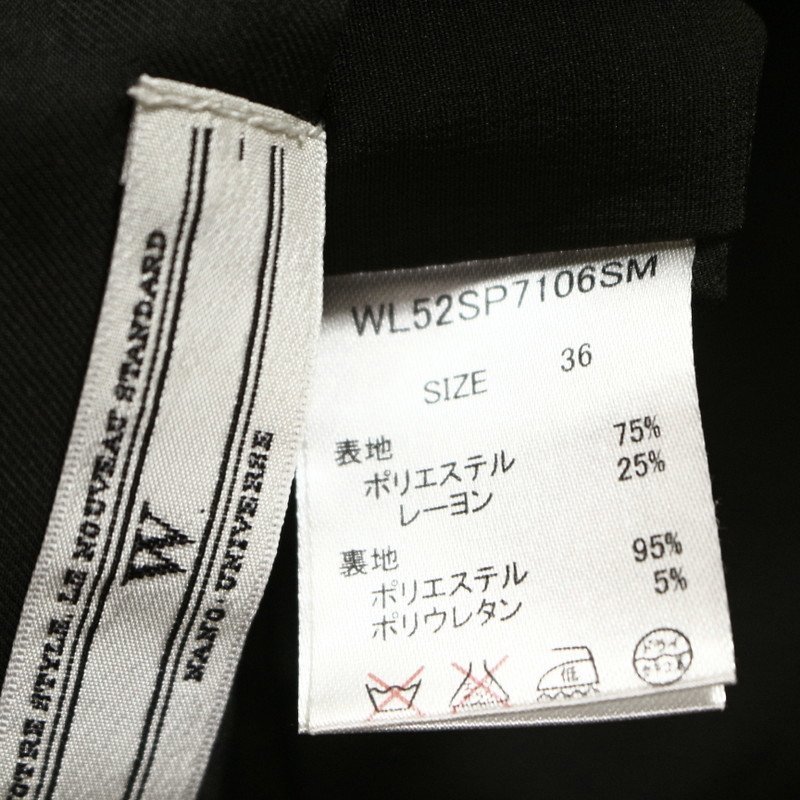 OTRE STYLE, LE NOUVEAU STANDARD
W.
NANO·UNIVERSE
WL52SP7106SM
SIZE 36
表地
ポリエステル 75%
レーヨン 25%
裏地
ポリエステル 95%
ポリウレタン 5%
低
ドライ